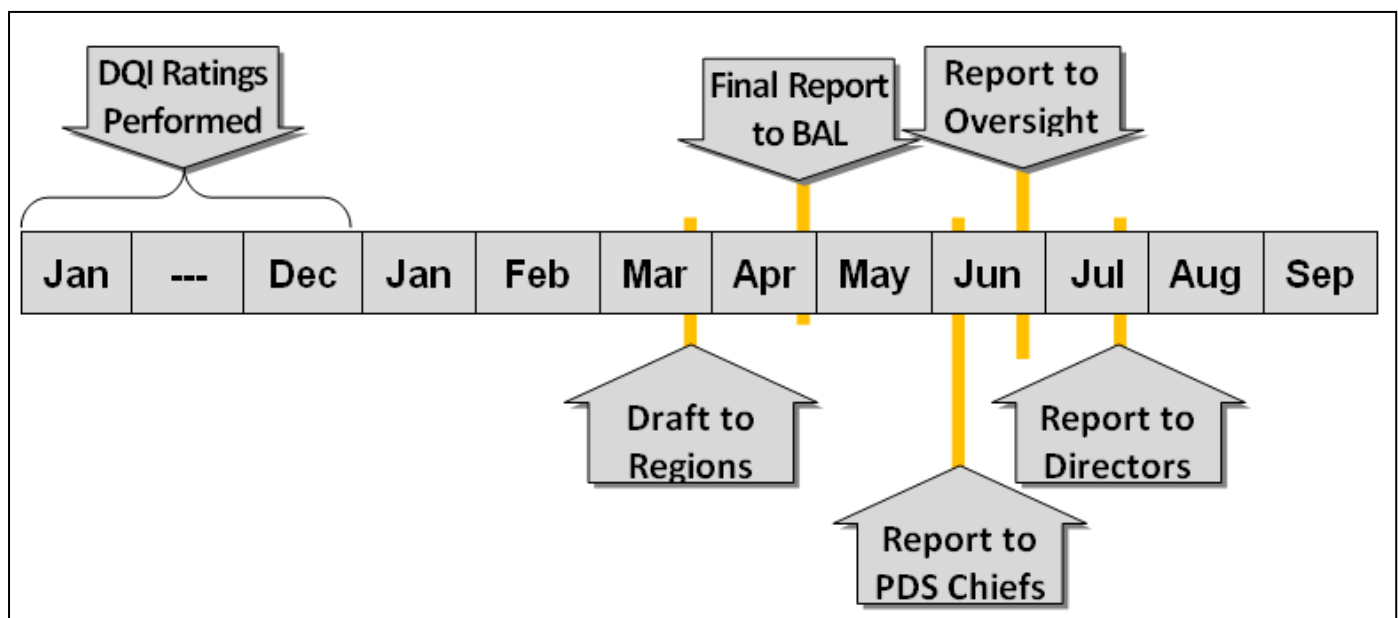 DQI Ratings
Performed
Final Report
to BAL
Report to
Oversight
Jan --- Dec Jan Feb Mar Apr May Jun Jul Aug Sep
Draft to
Regions
Report to
Directors
Report to
PDS Chiefs